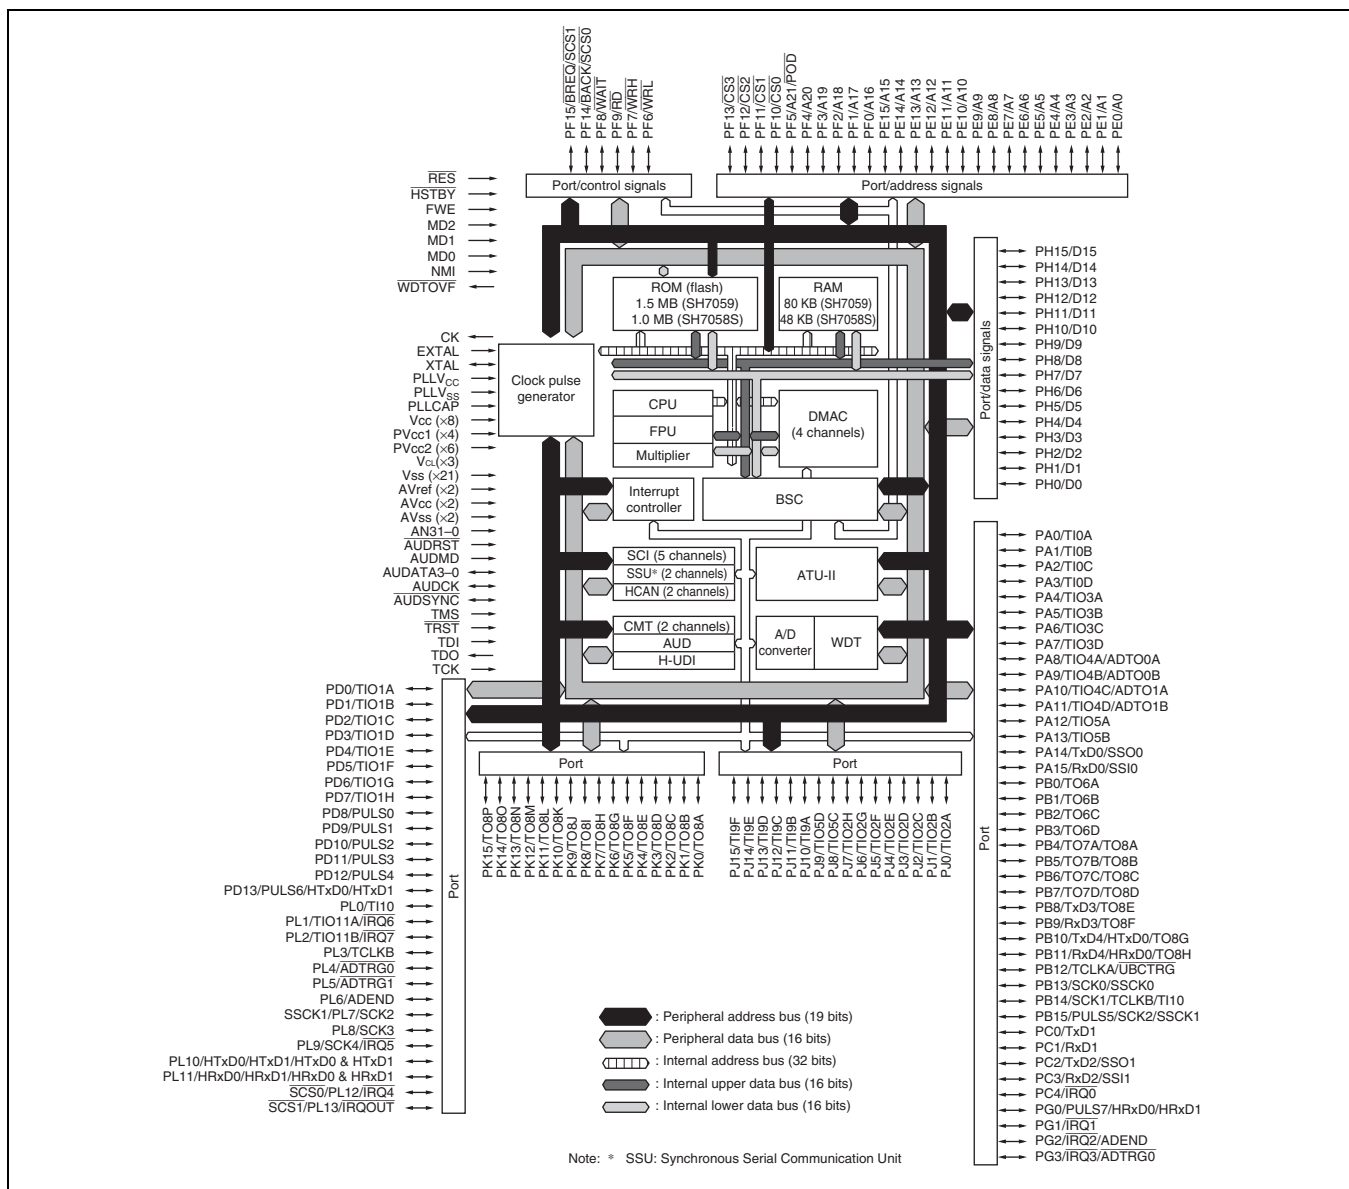 PF15/BREQ/SCS1
PF14/BACK/SCS0
PF8/WAIT
PF9/RD
PF7/WRH
PF6/WRL
PF13/CS3
PF12/CS2
PF11/CS1
PF10/CS0
PF5/A21/POD
PF4/A20
PF3/A19
PF2/A18
PF1/A17
PF0/A16
PE15/A15
PE14/A14
PE13/A13
PE12/A12
PE11/A11
PE10/A10
PE9/A9
PE8/A8
PE7/A7
PE6/A6
PE5/A5
PE4/A4
PE3/A3
PE2/A2
PE1/A1
PE0/A0
Port/control signals
Port/address signals
RES
HSTBY
FWE
MD2
MD1
MD0
NMI
WDTOVF
CK
EXTAL
XTAL
PLLVCC
PLLVSS
PLLCAP
Vcc (×8)
PVcc1 (×4)
PVcc2 (×6)
VCL(×3)
Vss (×21)
AVref (×2)
AVcc (×2)
AVss (×2)
AN31–0
AUDRST
AUDMD
AUDATA3–0
AUDCK
AUDSYNC
TMS
TRST
TDI
TDO
TCK
ROM (flash)
1.5 MB (SH7059)
1.0 MB (SH7058S)
RAM
80 KB (SH7059)
48 KB (SH7058S)
Clock pulse
generator
CPU
FPU
Multiplier
DMAC
(4 channels)
Interrupt
controller
BSC
SCI (5 channels)
SSU* (2 channels)
HCAN (2 channels)
ATU-II
CMT (2 channels)
AUD
H-UDI
A/D
converter
WDT
Port/data signals
PH15/D15
PH14/D14
PH13/D13
PH12/D12
PH11/D11
PH10/D10
PH9/D9
PH8/D8
PH7/D7
PH6/D6
PH5/D5
PH4/D4
PH3/D3
PH2/D2
PH1/D1
PH0/D0
PD0/TIO1A
PD1/TIO1B
PD2/TIO1C
PD3/TIO1D
PD4/TIO1E
PD5/TIO1F
PD6/TIO1G
PD7/TIO1H
PD8/PULS0
PD9/PULS1
PD10/PULS2
PD11/PULS3
PD12/PULS4
PD13/PULS6/HTxD0/HTxD1
PL0/TI10
PL1/TIO11A/IRQ6
PL2/TIO11B/IRQ7
PL3/TCLKB
PL4/ADTRG0
PL5/ADTRG1
PL6/ADEND
SSCK1/PL7/SCK2
PL8/SCK3
PL9/SCK4/IRQ5
PL10/HTxD0/HTxD1/HTxD0 & HTxD1
PL11/HRxD0/HRxD1/HRxD0 & HRxD1
SCS0/PL12/IRQ4
SCS1/PL13/IRQOUT
Port
Port
PK15/TO8P
PK14/TO8O
PK13/TO8N
PK12/TO8M
PK11/TO8L
PK10/TO8K
PK9/TO8J
PK8/TO8I
PK7/TO8H
PK6/TO8G
PK5/TO8F
PK4/TO8E
PK3/TO8D
PK2/TO8C
PK1/TO8B
PK0/TO8A
Port
PJ15/TI9F
PJ14/TI9E
PJ13/TI9D
PJ12/TI9C
PJ11/TI9B
PJ10/TI9A
PJ9/TIO5D
PJ8/TIO5C
PJ7/TIO2H
PJ6/TIO2G
PJ5/TIO2F
PJ4/TIO2E
PJ3/TIO2D
PJ2/TIO2C
PJ1/TIO2B
PJ0/TIO2A
Port
PA0/TI0A
PA1/TI0B
PA2/TI0C
PA3/TI0D
PA4/TIO3A
PA5/TIO3B
PA6/TIO3C
PA7/TIO3D
PA8/TIO4A/ADTO0A
PA9/TIO4B/ADTO0B
PA10/TIO4C/ADTO1A
PA11/TIO4D/ADTO1B
PA12/TIO5A
PA13/TIO5B
PA14/TxD0/SSO0
PA15/RxD0/SSI0
PB0/TO6A
PB1/TO6B
PB2/TO6C
PB3/TO6D
PB4/TO7A/TO8A
PB5/TO7B/TO8B
PB6/TO7C/TO8C
PB7/TO7D/TO8D
PB8/TxD3/TO8E
PB9/RxD3/TO8F
PB10/TxD4/HTxD0/TO8G
PB11/RxD4/HRxD0/TO8H
PB12/TCLKA/UBCTRG
PB13/SCK0/SSCK0
PB14/SCK1/TCLKB/TI10
PB15/PULS5/SCK2/SSCK1
PC0/TxD1
PC1/RxD1
PC2/TxD2/SSO1
PC3/RxD2/SSI1
PC4/IRQ0
PG0/PULS7/HRxD0/HRxD1
PG1/IRQ1
PG2/IRQ2/ADEND
PG3/IRQ3/ADTRG0
: Peripheral address bus (19 bits)
: Peripheral data bus (16 bits)
: Internal address bus (32 bits)
: Internal upper data bus (16 bits)
: Internal lower data bus (16 bits)
Note: * SSU: Synchronous Serial Communication Unit